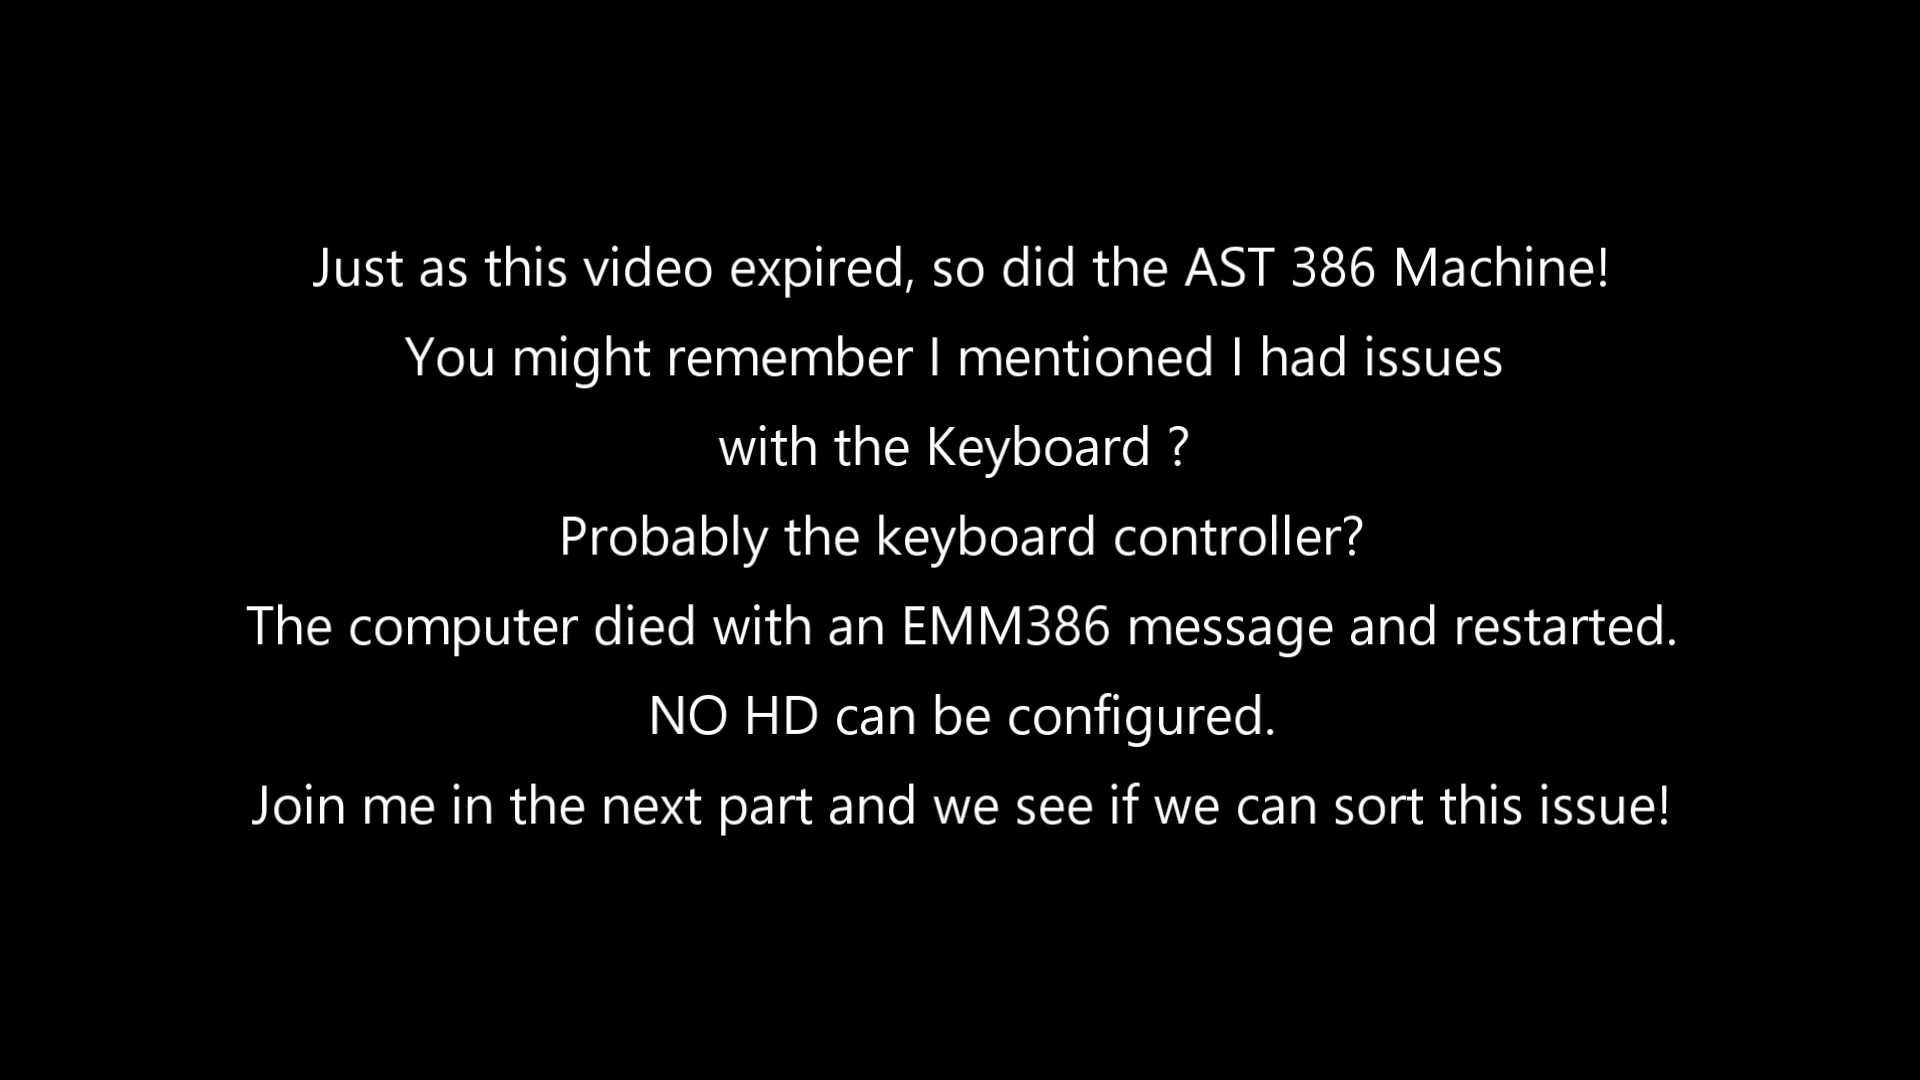 Just as this video expired, so did the AST 386 Machine!
You might remember I mentioned I had issues
with the Keyboard ?
Probably the keyboard controller?
The computer died with an EMM386 message and restarted.
NO HD can be configured.
Join me in the next part and we see if we can sort this issue!